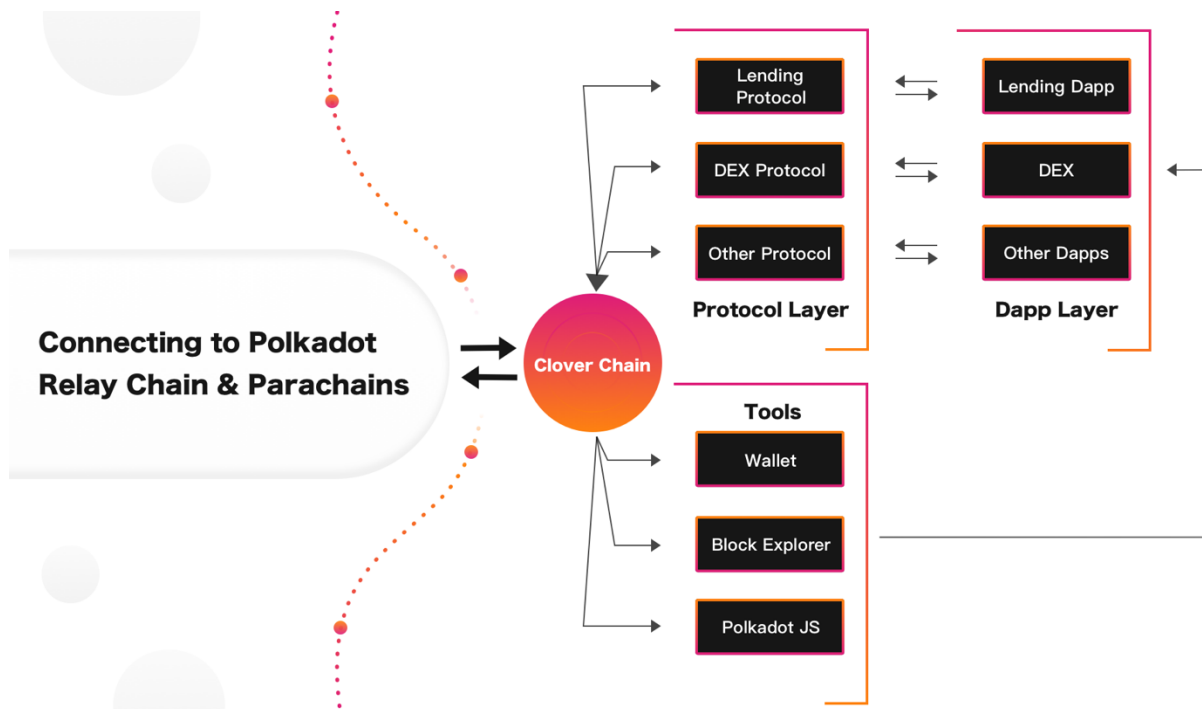 Connecting to Polkadot
Relay Chain & Parachains
Clover Chain
Lending
Protocol
DEX Protocol
Other Protocol
Protocol Layer
Lending Dapp
DEX
Other Dapps
Dapp Layer
Tools
Wallet
Block Explorer
Polkadot JS